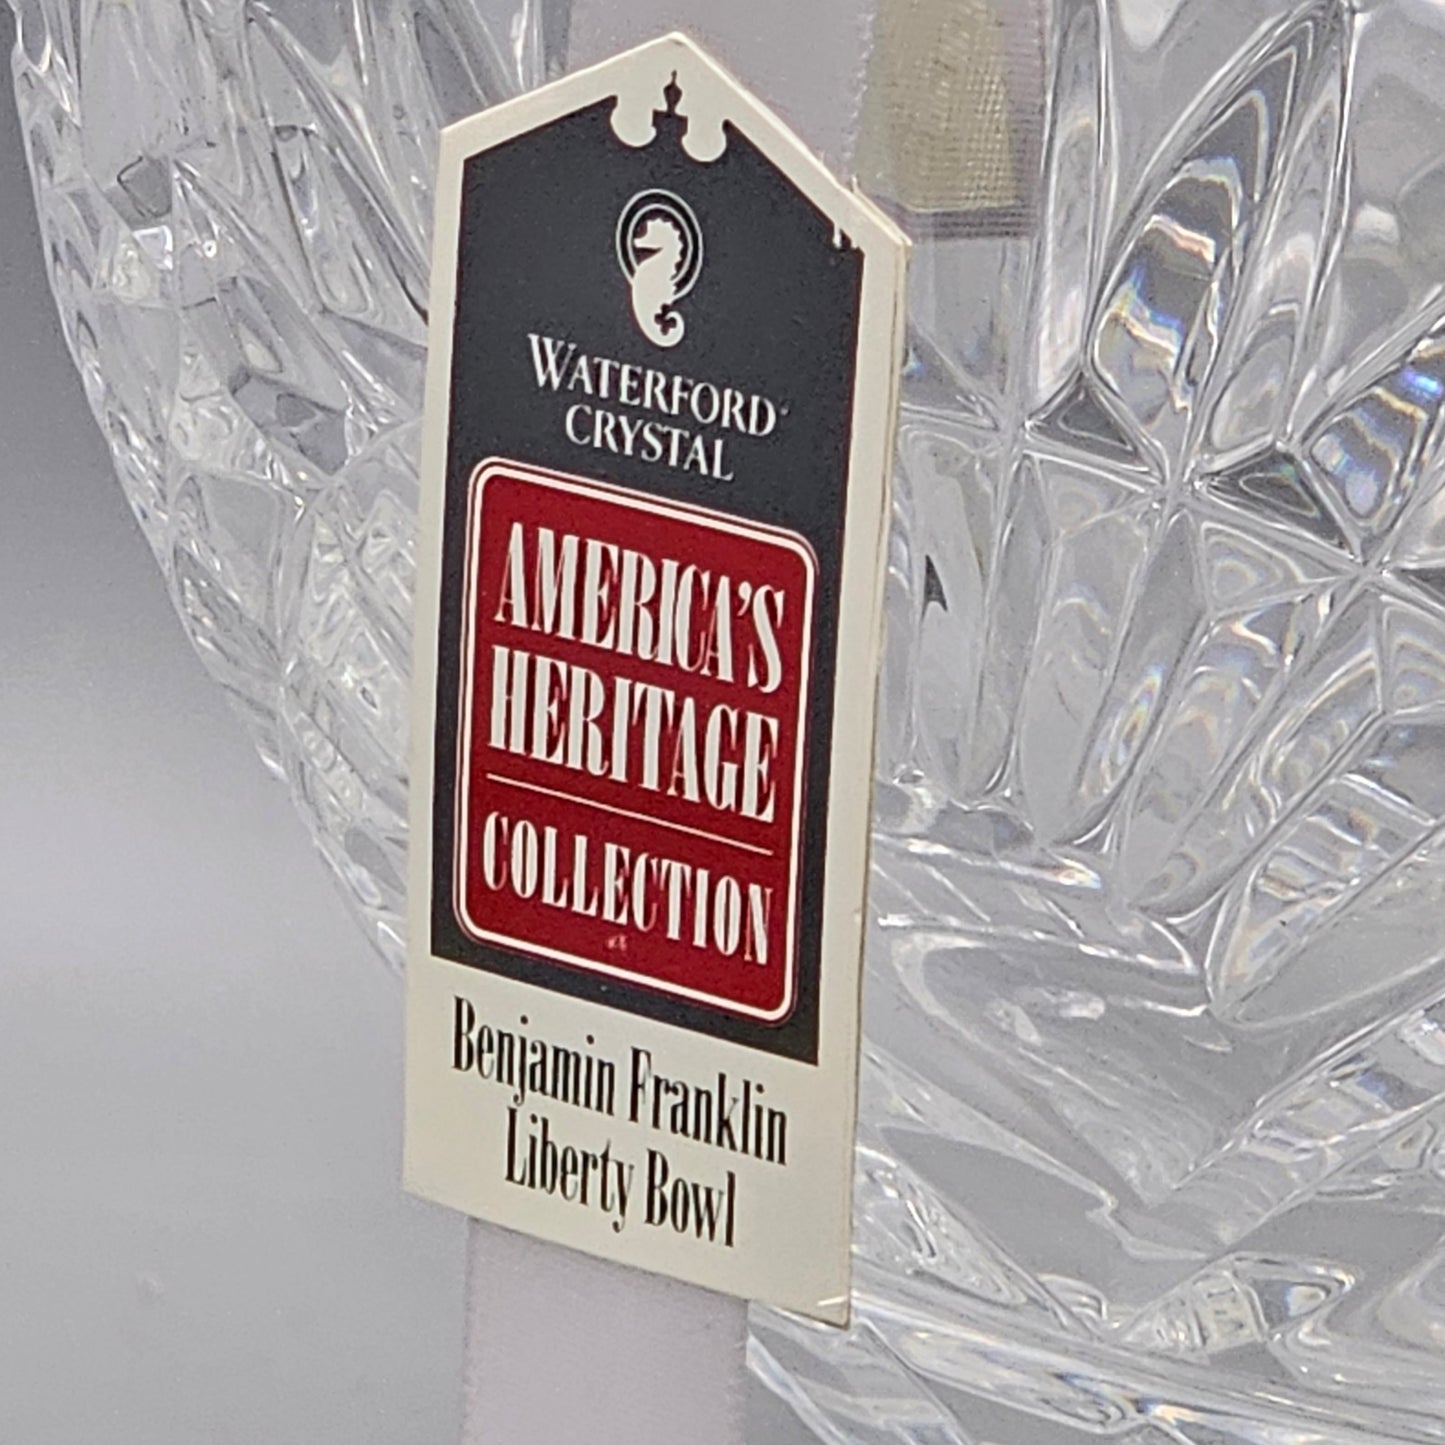 WATERFORD
CRYSTAL
AMERICA'S
HERITAGE
COLLECTION
Benjamin Franklin
Liberty Bowl